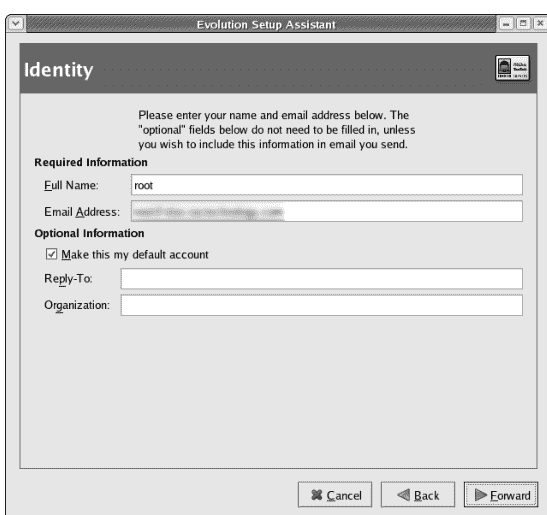 Evolution Setup Assistant
Identity
Please enter your name and email address below. The
"optional" fields below do not need to be filled in, unless
you wish to include this information in email you send.
Required Information
Full Name:
root
Email Address:
Optional Information
Make this my default account
Reply-To:
Organization:
Cancel
Back
Forward